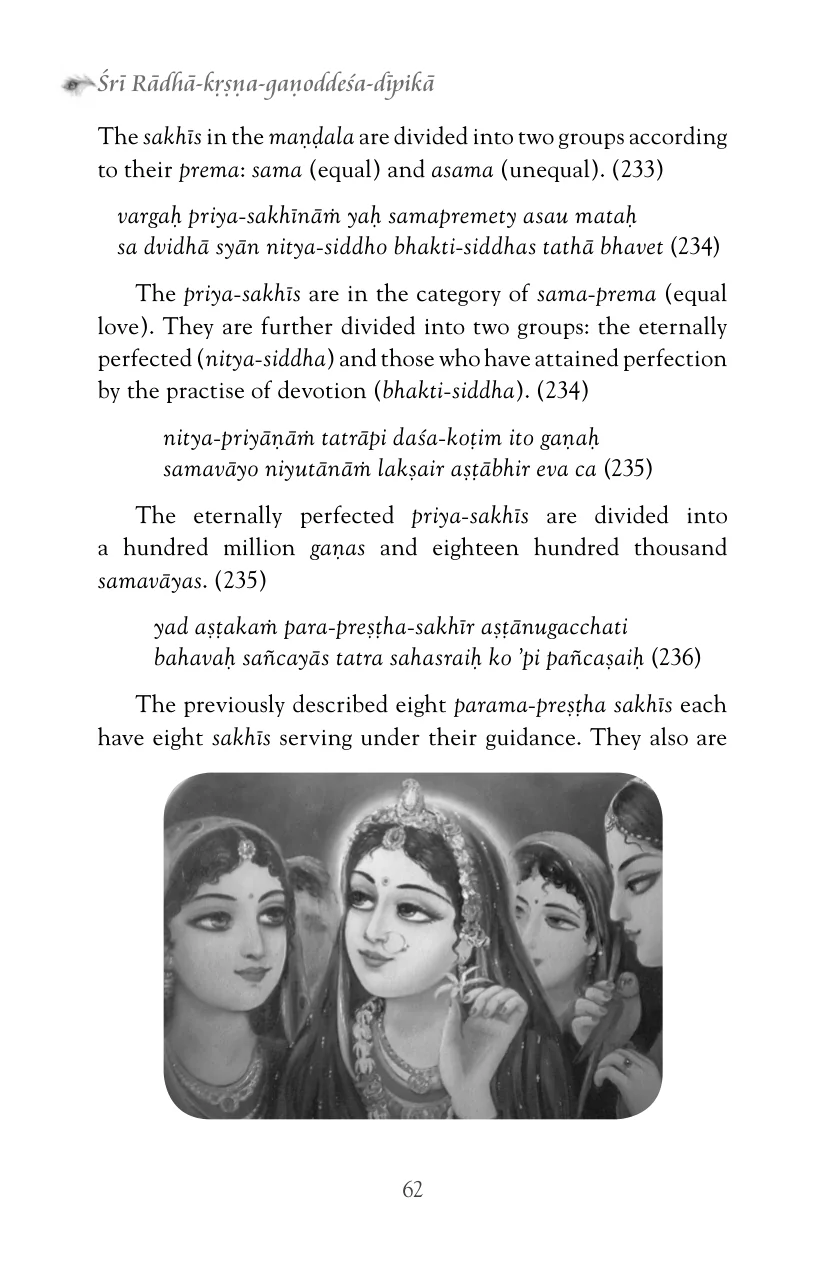 Śrī Rādhā-kṛṣṇa-gaṇoddeśa-dīpikā
The sakhīs in the maṇḍala are divided into two groups according
to their prema: sama (equal) and asama (unequal). (233)
vargaḥ priya-sakhīnāṁ yaḥ samapremety asau mataḥ
sa dvidhā syān nitya-siddho bhakti-siddhas tathā bhavet (234)
The priya-sakhīs are in the category of sama-prema (equal
love). They are further divided into two groups: the eternally
perfected (nitya-siddha) and those who have attained perfection
by the practise of devotion (bhakti-siddha). (234)
nitya-priyāṇāṁ tatrāpi daśa-koṭim ito gaṇaḥ
samavāyo niyutānāṁ lakṣair aṣṭābhir eva ca (235)
The eternally perfected priya-sakhīs are divided into
a hundred million gaṇas and eighteen hundred thousand
samavāyas. (235)
yad aṣṭakaṁ para-preṣṭha-sakhīr aṣṭānugacchati
bahavaḥ sañcayās tatra sahasraiḥ ko ’pi pañcaṣaiḥ (236)
The previously described eight parama-preṣṭha sakhīs each
have eight sakhīs serving under their guidance. They also are
62